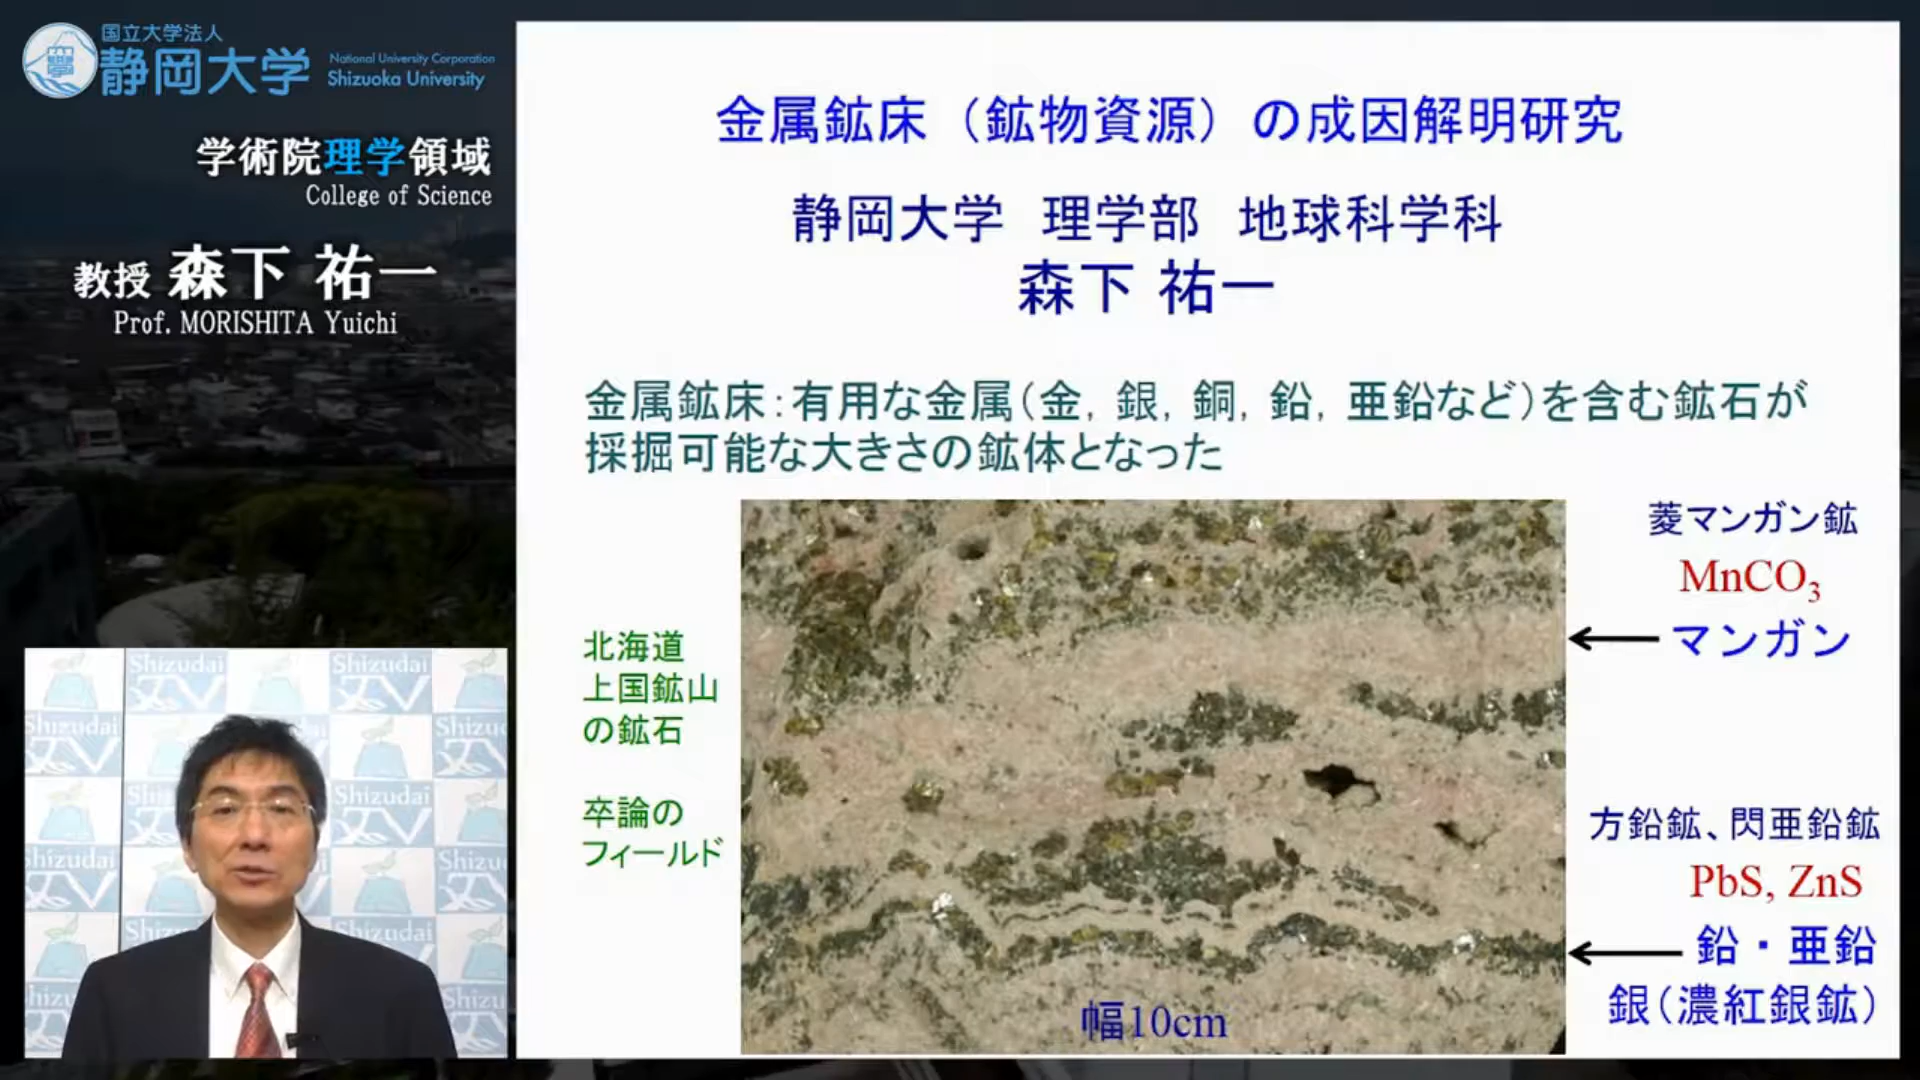 国立大学法人
静岡大学
National University Corporation
Shizuoka University
学術院理学領域
College of Science
教授 森下 祐一
Prof. MORISHITA Yuichi
金属鉱床（鉱物資源）の成因解明研究
静岡大学 理学部 地球科学科
森下 祐一
金属鉱床：有用な金属（金，銀，銅，鉛，亜鉛など）を含む鉱石が
採掘可能な大きさの鉱体となった
北海道
上国鉱山
の鉱石
卒論の
フィールド
菱マンガン鉱
MnCO₃
← マンガン
方鉛鉱、閃亜鉛鉱
PbS, ZnS
← 鉛・亜鉛
銀（濃紅銀鉱）
幅10cm
Shizudai
TV